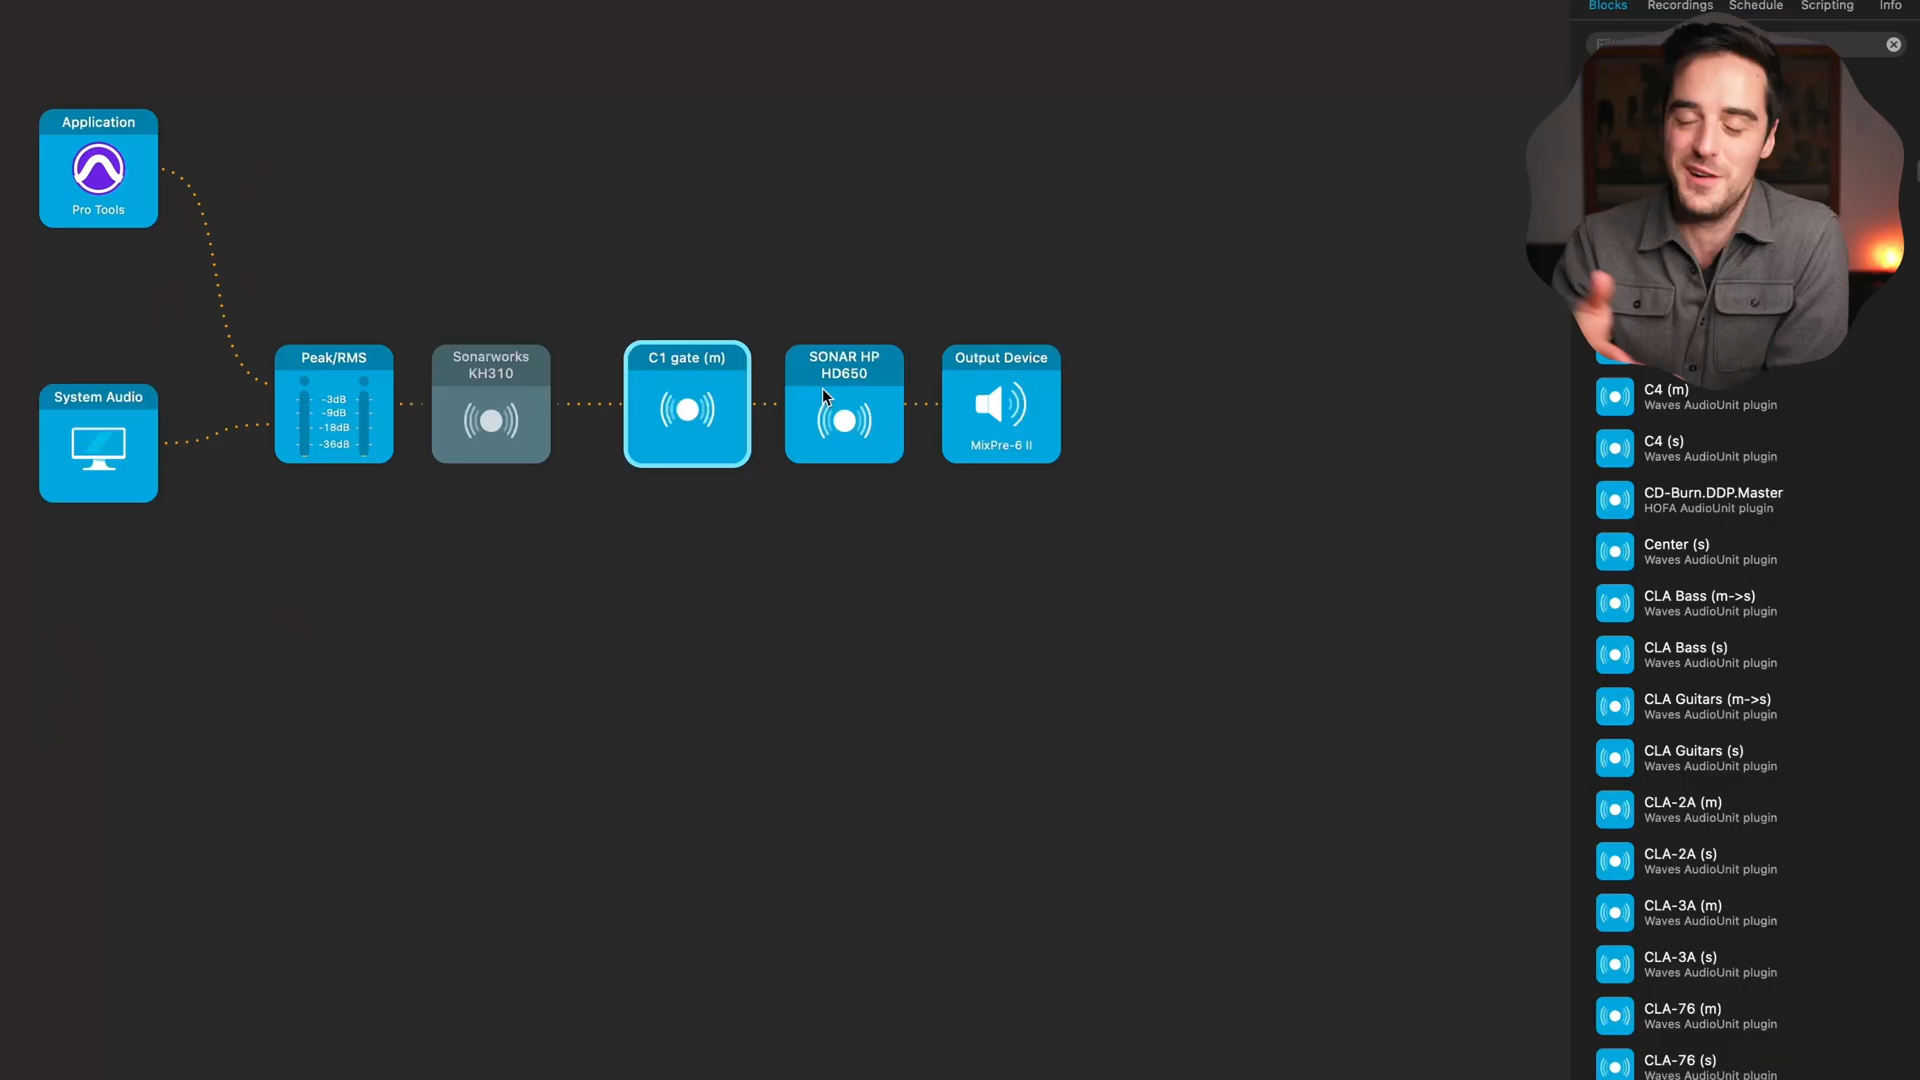 Blocks
Recordings
Schedule
Scripting
Info
Application
Pro Tools
System Audio
Peak/RMS
-3dB
-9dB
-18dB
-36dB
Sonarworks
KH310
C1 gate (m)
SONAR HP
HD650
Output Device
MixPre-6 II
C4 (m)
Waves AudioUnit plugin
C4 (s)
Waves AudioUnit plugin
CD-Burn.DDP.Master
HOFA AudioUnit plugin
Center (s)
Waves AudioUnit plugin
CLA Bass (m->s)
Waves AudioUnit plugin
CLA Bass (s)
Waves AudioUnit plugin
CLA Guitars (m->s)
Waves AudioUnit plugin
CLA Guitars (s)
Waves AudioUnit plugin
CLA-2A (m)
Waves AudioUnit plugin
CLA-2A (s)
Waves AudioUnit plugin
CLA-3A (m)
Waves AudioUnit plugin
CLA-3A (s)
Waves AudioUnit plugin
CLA-76 (m)
Waves AudioUnit plugin
CLA-76 (s)
Waves AudioUnit plugin